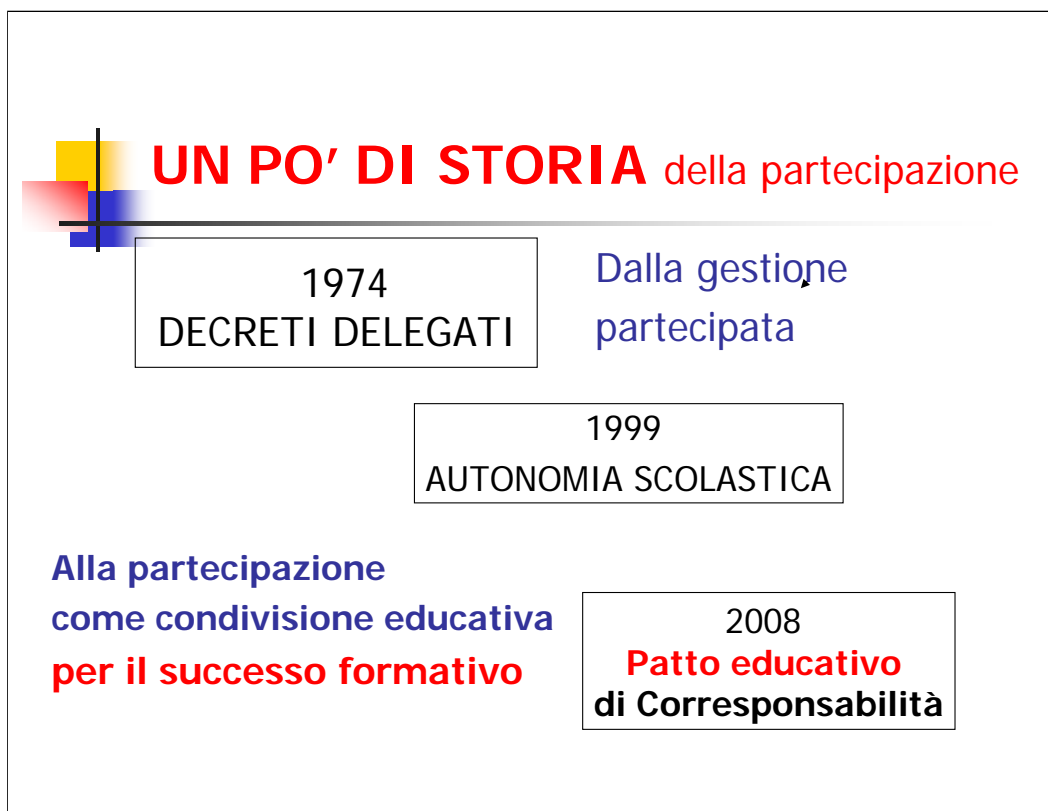 UN PO' DI STORIA della partecipazione
1974
DECRETI DELEGATI
Dalla gestione
partecipata
1999
AUTONOMIA SCOLASTICA
Alla partecipazione
come condivisione educativa
per il successo formativo
2008
Patto educativo
di Corresponsabilità